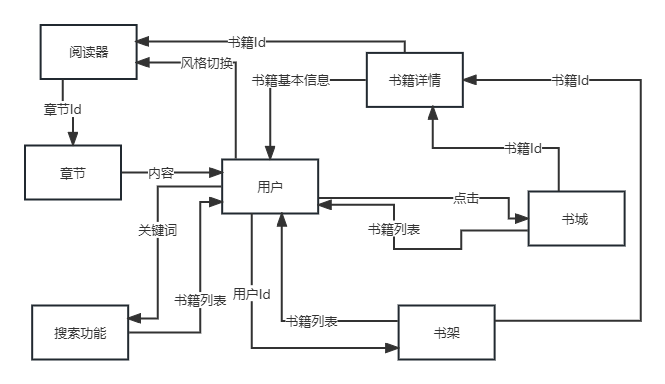 阅读器
书籍Id
风格切换
书籍基本信息
书籍详情
书籍Id
章节Id
书籍Id
章节
内容
用户
点击
书城
关键词
书籍列表
书籍列表
用户Id
书籍列表
搜索功能
书架